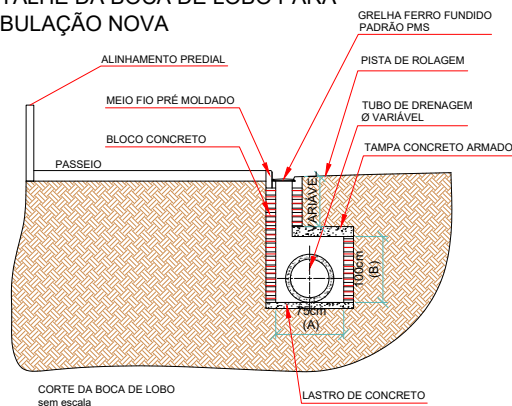 TALHE DA BOCA DE LOBO PARA
BULAÇÃO NOVA
GRELHA FERRO FUNDIDO
PADRÃO PMS
ALINHAMENTO PREDIAL
PISTA DE ROLAGEM
MEIO FIO PRÉ MOLDADO
TUBO DE DRENAGEM
Ø VARIÁVEL
BLOCO CONCRETO
TAMPA CONCRETO ARMADO
PASSEIO
VARIÁVEL
100cm
(B)
75cm
(A)
CORTE DA BOCA DE LOBO
sem escala
LASTRO DE CONCRETO